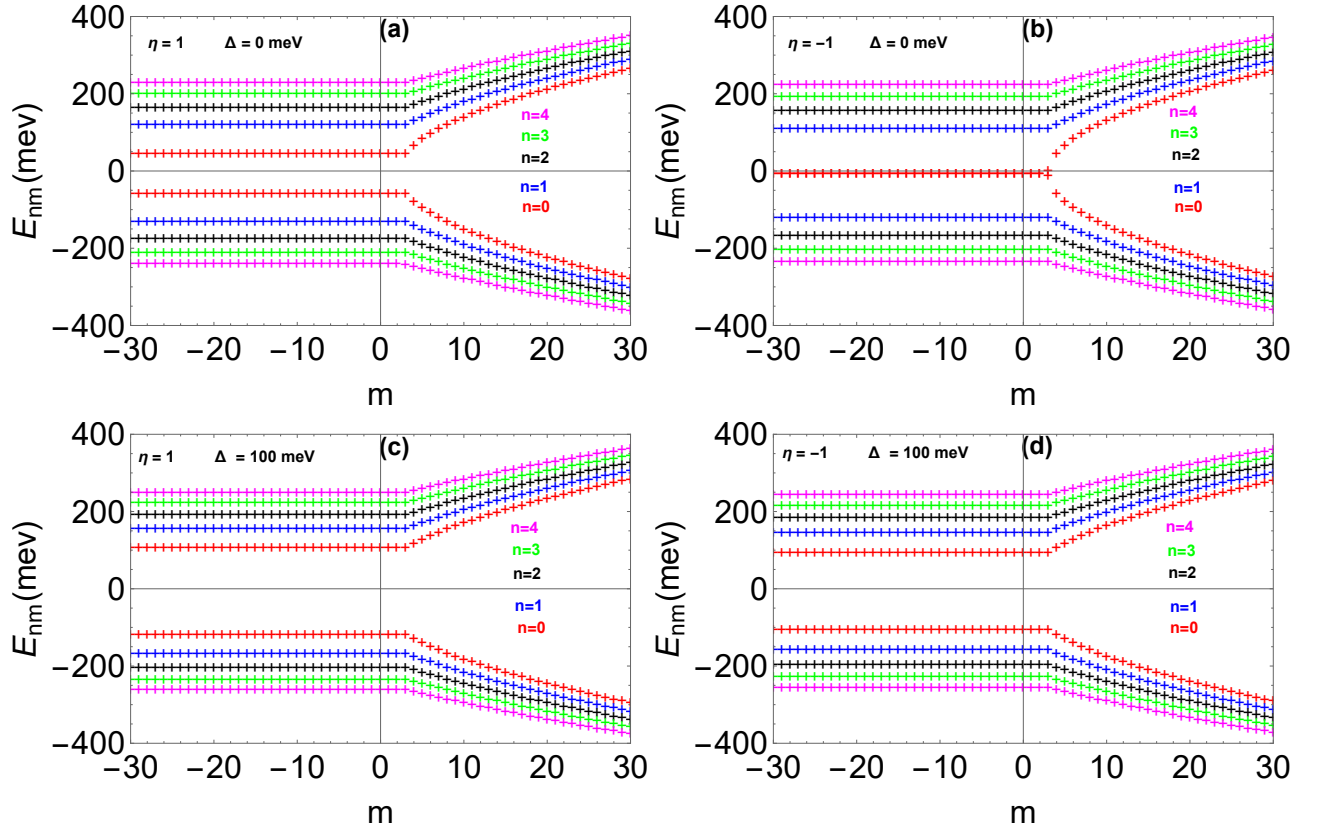 (a)
η = 1 Δ = 0 meV
400
200
0
−200
−400
E_nm(mev)
n=4
n=3
n=2
n=1
n=0
−30 −20 −10 0 10 20 30
m
(b)
η = −1 Δ = 0 meV
400
200
0
−200
−400
E_nm(mev)
n=4
n=3
n=2
n=1
n=0
−30 −20 −10 0 10 20 30
m
(c)
η = 1 Δ = 100 meV
400
200
0
−200
−400
E_nm(mev)
n=4
n=3
n=2
n=1
n=0
−30 −20 −10 0 10 20 30
m
(d)
η = −1 Δ = 100 meV
400
200
0
−200
−400
E_nm(mev)
n=4
n=3
n=2
n=1
n=0
−30 −20 −10 0 10 20 30
m